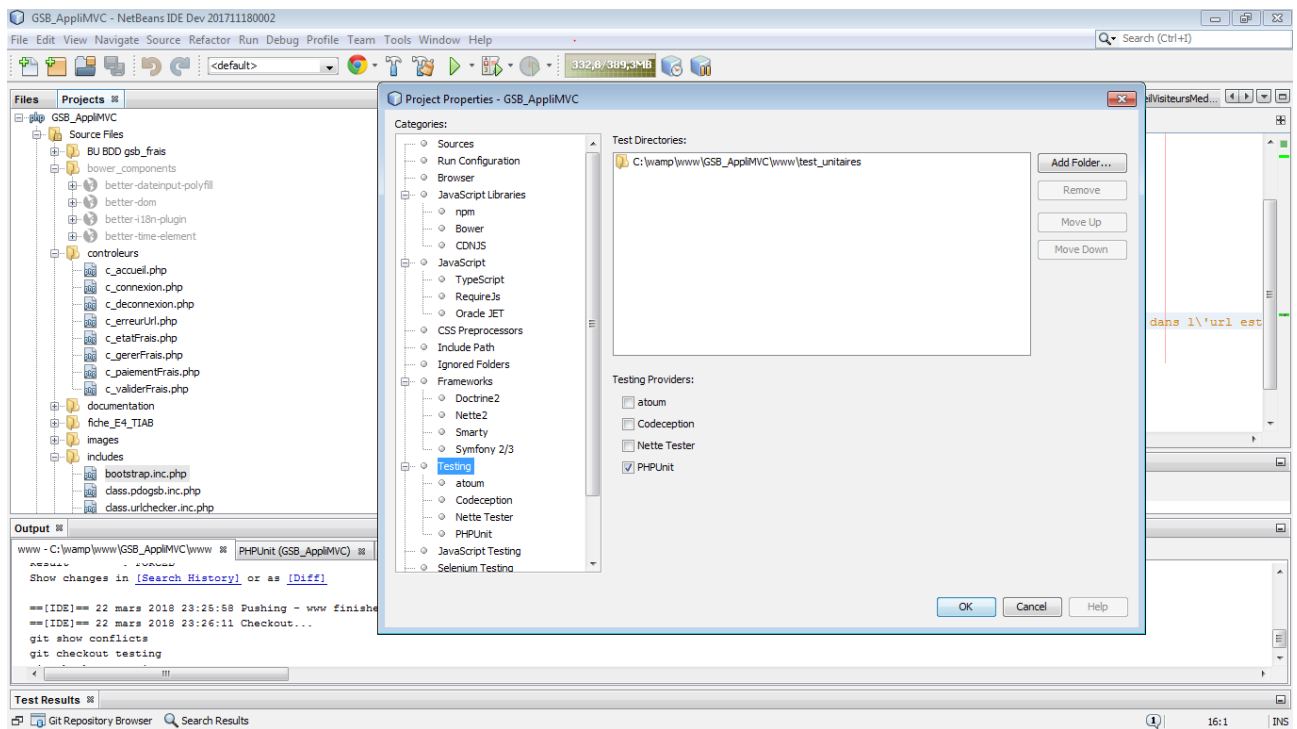 GSB_AppliMVC - NetBeans IDE Dev 201711180002
File Edit View Navigate Source Refactor Run Debug Profile Team Tools Window Help
Search (Ctrl+I)
<default>
332,8/389,3MB
Files Projects
GSB_AppliMVC
Source Files
BU BDD gsb_frais
bower_components
better-dateinput-polyfill
better-dom
better-i18n-plugin
better-time-element
controleurs
c_accueil.php
c_connexion.php
c_deconnexion.php
c_erreurUrl.php
c_etatFrais.php
c_gererFrais.php
c_paiementFrais.php
c_validerFrais.php
documentation
fiche_E4_TIAB
images
includes
bootstrap.inc.php
class.pdogsb.inc.php
class.urlchecker.inc.php
Project Properties - GSB_AppliMVC
Categories:
Sources
Run Configuration
Browser
JavaScript Libraries
npm
Bower
CDNJS
JavaScript
TypeScript
RequireJs
Oracle JET
CSS Preprocessors
Include Path
Ignored Folders
Frameworks
Doctrine2
Nette2
Smarty
Symfony 2/3
Testing
atoum
Codeception
Nette Tester
PHPUnit
JavaScript Testing
Selenium Testing
Test Directories:
C:\wamp\www\GSB_AppliMVC\www\test_unitaires
Add Folder...
Remove
Move Up
Move Down
Testing Providers:
atoum
Codeception
Nette Tester
PHPUnit
OK Cancel Help
eilVisiteursMed...
dans l\'url est
Output
www - C:\wamp\www\GSB_AppliMVC\www PHPUnit (GSB_AppliMVC)
Show changes in [Search History] or as [Diff]
==[IDE]== 22 mars 2018 23:25:58 Pushing - www finishe
==[IDE]== 22 mars 2018 23:26:11 Checkout...
git show conflicts
git checkout testing
Test Results
Git Repository Browser Search Results
1 16:1 INS